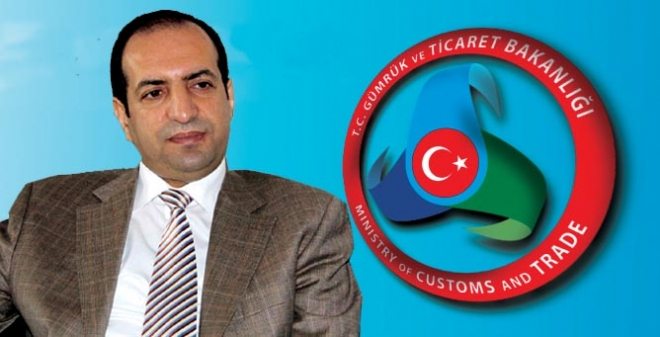 T.C. GÜMRÜK VE TİCARET BAKANLIĞI
MINISTRY OF CUSTOMS AND TRADE